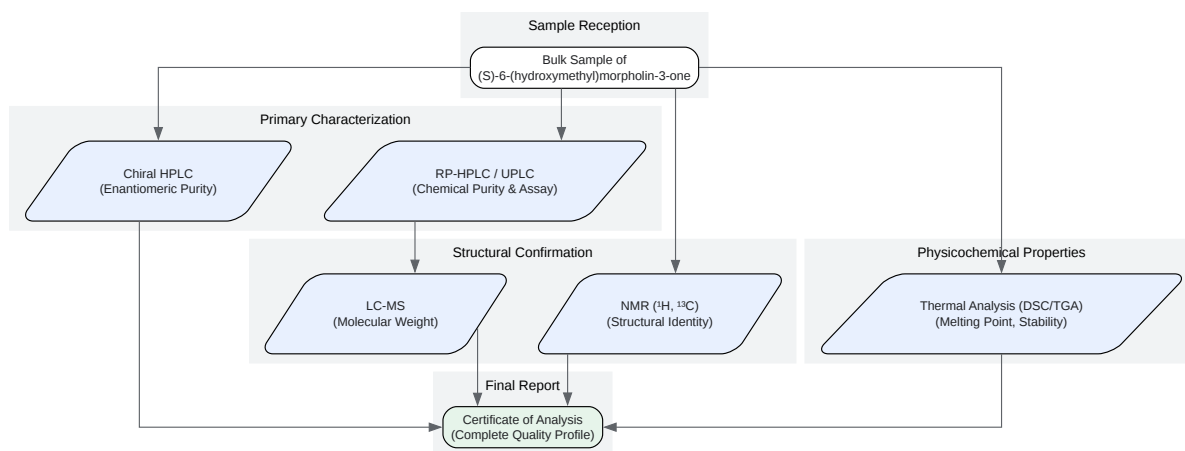 Sample Reception
Bulk Sample of
(S)-6-(hydroxymethyl)morpholin-3-one
Primary Characterization
Chiral HPLC
(Enantiomeric Purity)
RP-HPLC / UPLC
(Chemical Purity & Assay)
Structural Confirmation
LC-MS
(Molecular Weight)
NMR (¹H, ¹³C)
(Structural Identity)
Physicochemical Properties
Thermal Analysis (DSC/TGA)
(Melting Point, Stability)
Final Report
Certificate of Analysis
(Complete Quality Profile)